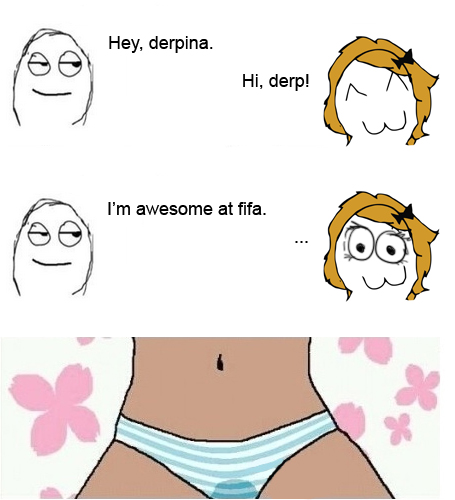 Hey, derpina.
Hi, derp!
I'm awesome at fifa.
...